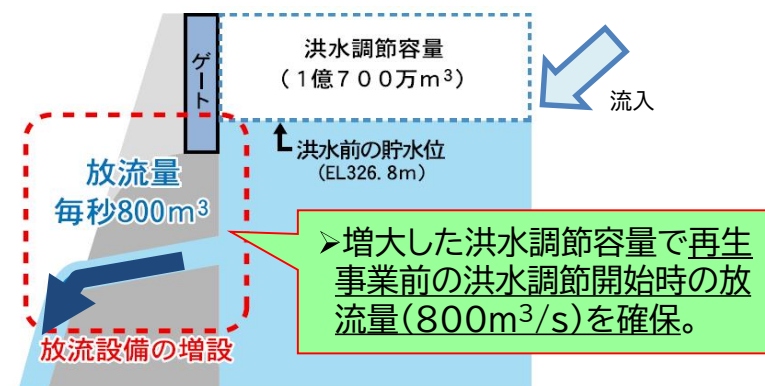 洪水調節容量
(1億700万m³)
ゲート
流入
洪水前の貯水位
(EL326.8m)
放流量
毎秒800m³
➢増大した洪水調節容量で再生
事業前の洪水調節開始時の放
流量(800m³/s)を確保。
放流設備の増設